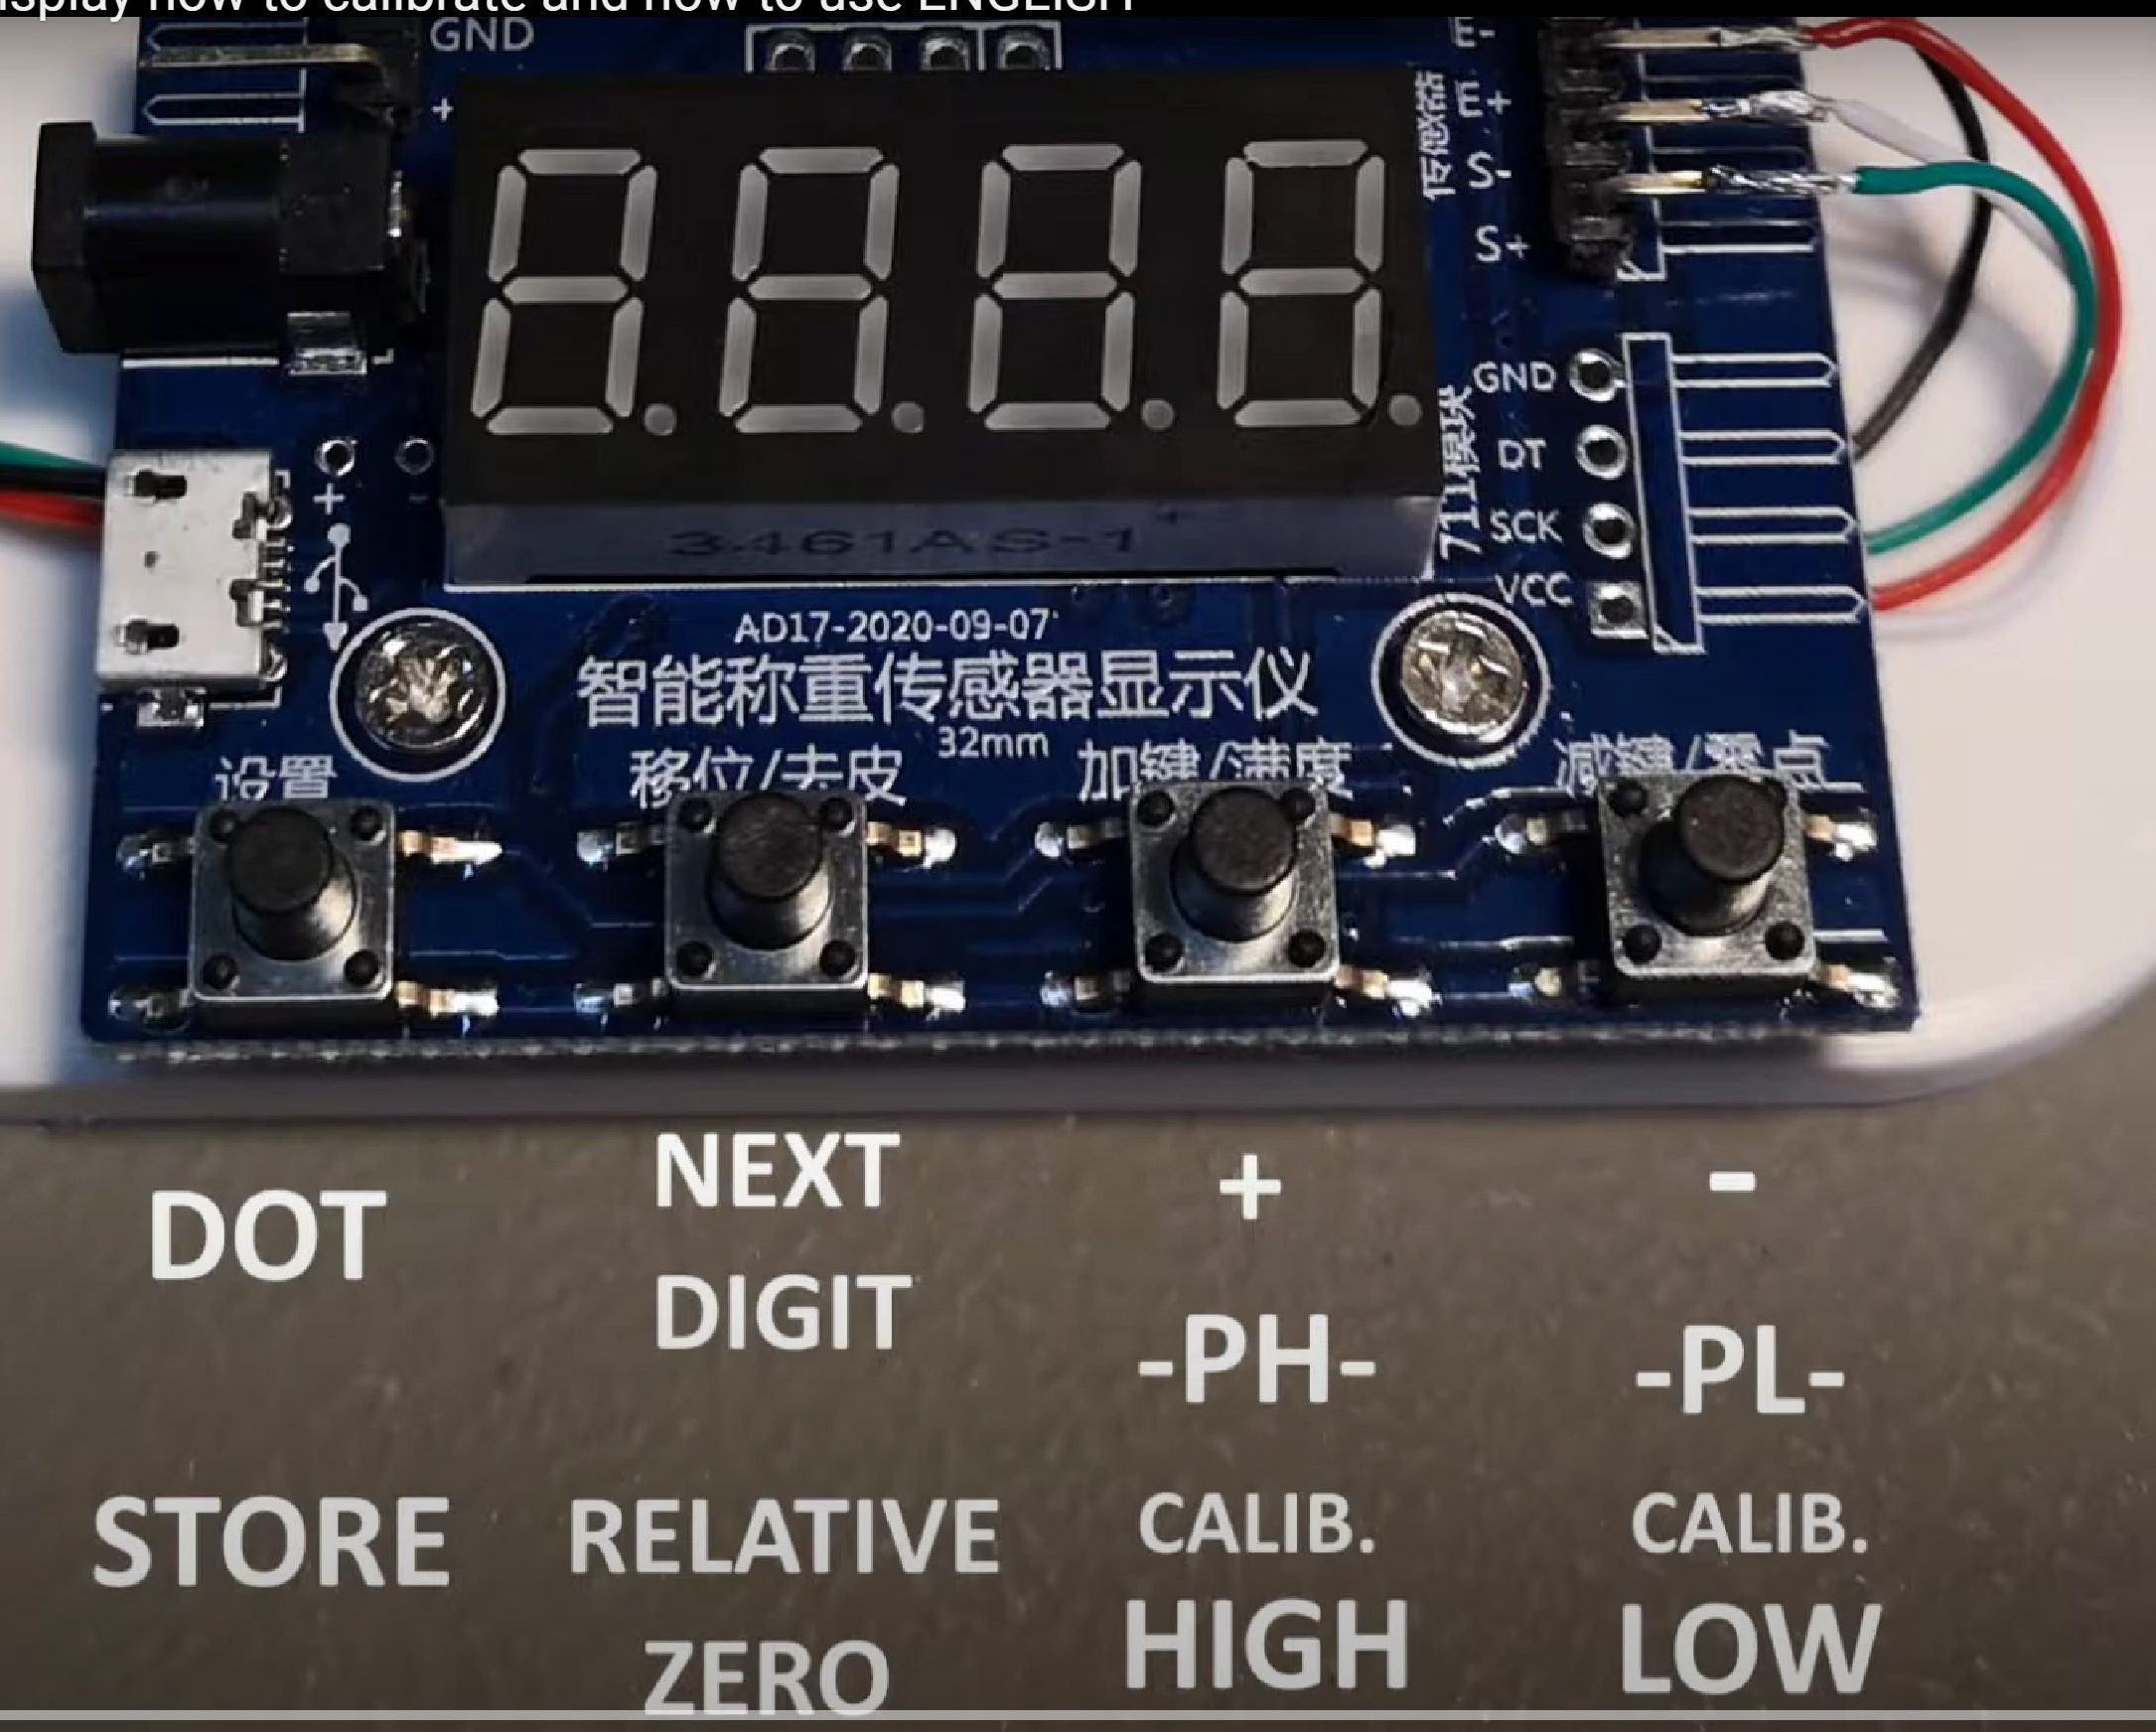 isplay how to calibrate and how to use ENGLISH
GND
+
E-
E+
S-
S+
传感器
GND
DT
SCK
VCC
711模块
+
-
3461AS-1
AD17-2020-09-07
智能称重传感器显示仪
32mm
设置
移位/去皮
加键/满度
减键/零点
DOT
NEXT
DIGIT
+
-PH-
-
-PL-
STORE
RELATIVE
ZERO
CALIB.
HIGH
CALIB.
LOW